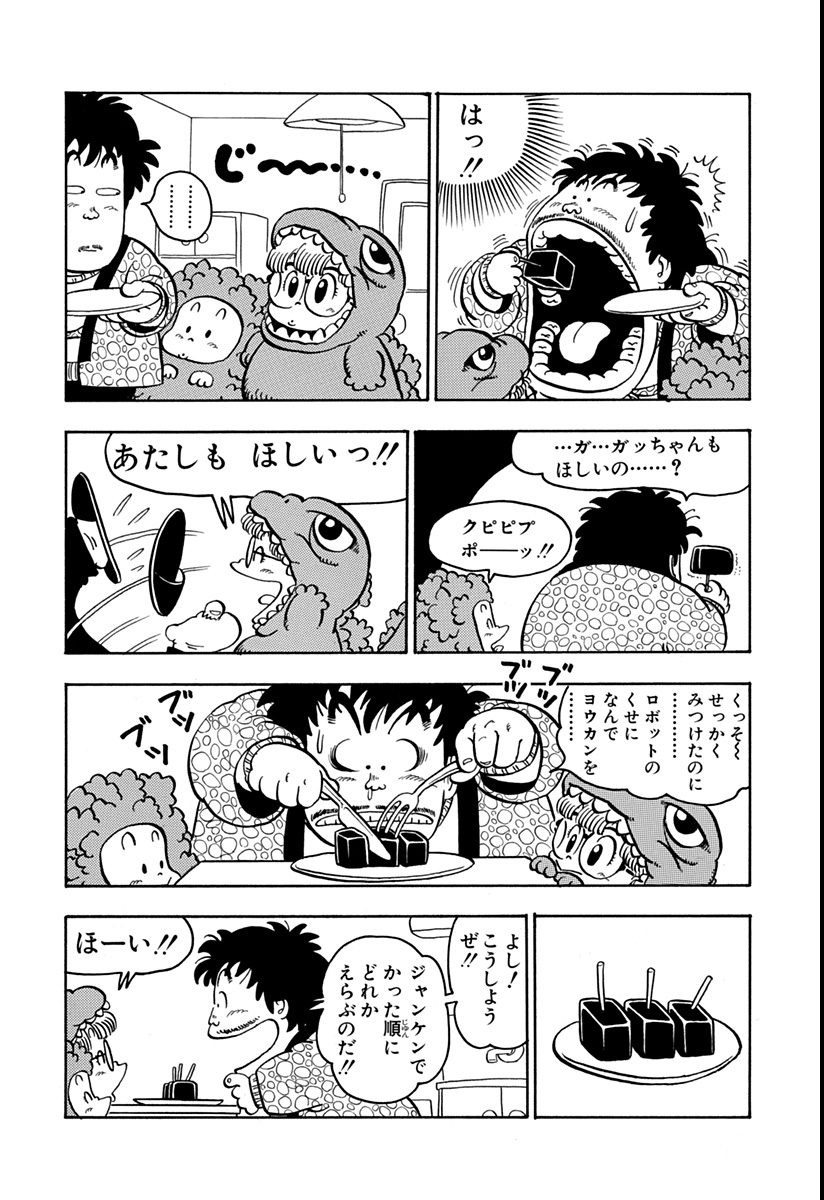 はっ!!
じ〜〜……
…………
…ガ…ガッちゃんも
ほしいの……？
クピピプ
ポ――ッ!!
あたしも ほしいっ!!
くっそ〜
せっかく
みつけたのに
…………
ロボットの
くせに
なんで
ヨウカンを
…………
ブツブツ
ブツブツ
よし！
こうしよう
ぜ!!
ジャンケンで
かった順に
じゅん
どれか
えらぶのだ!!
ほーい!!